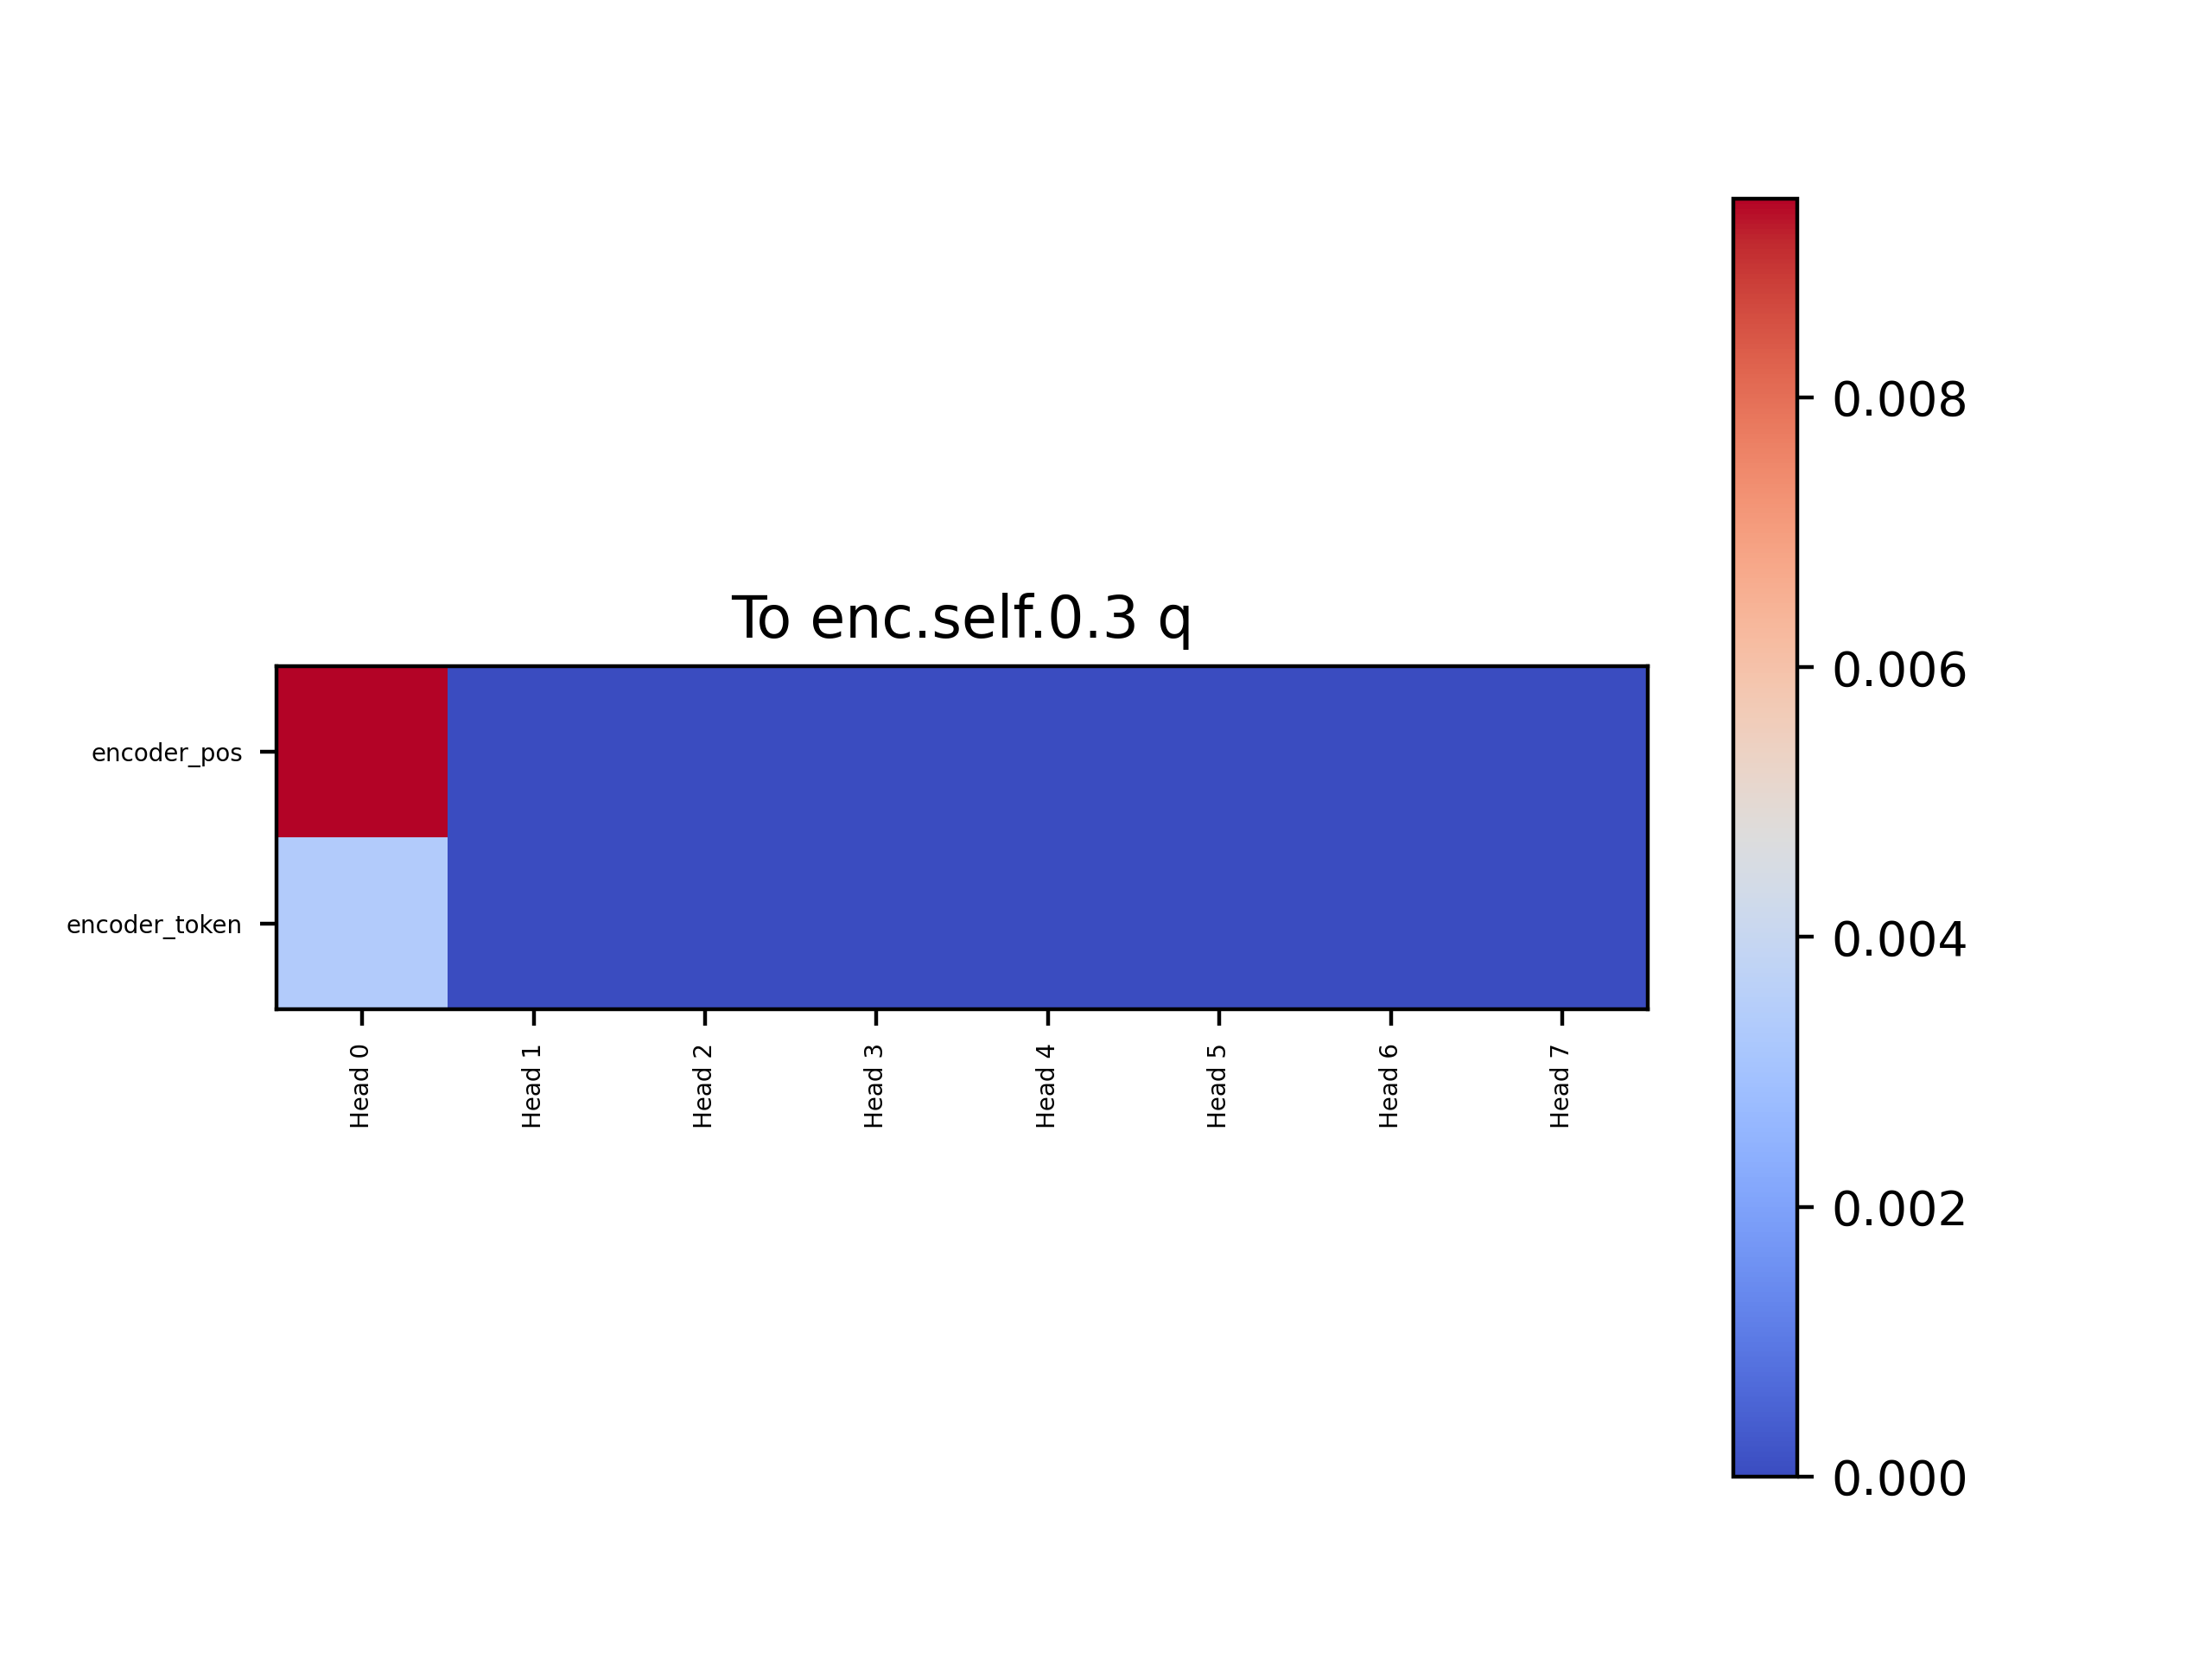 To enc.self.0.3 q
encoder_pos
encoder_token
Head 0
Head 1
Head 2
Head 3
Head 4
Head 5
Head 6
Head 7
0.008
0.006
0.004
0.002
0.000